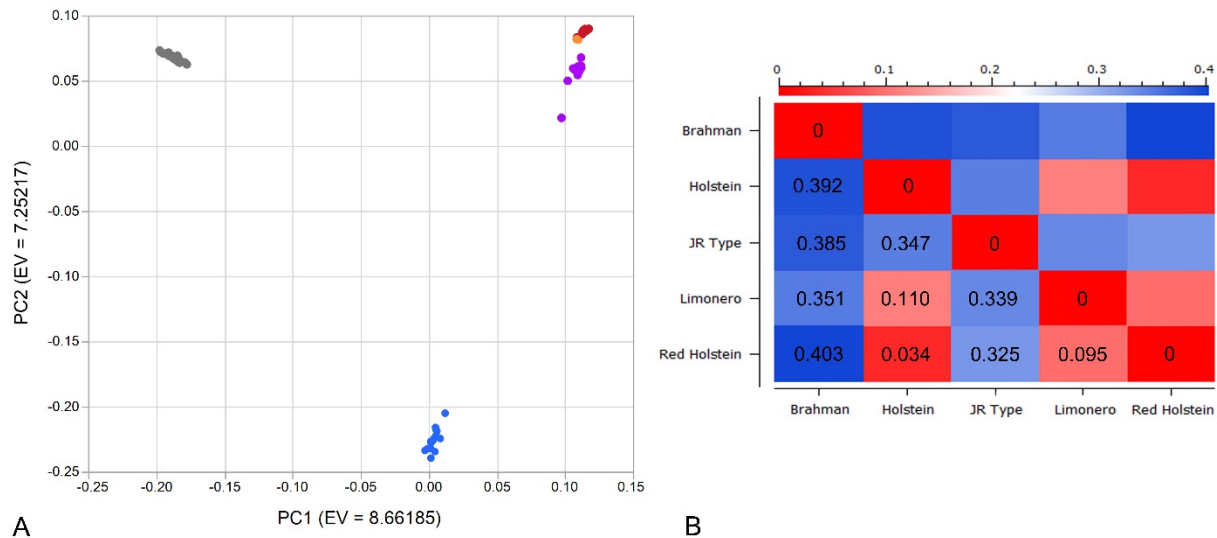 0.10
0.05
0.00
-0.05
-0.10
-0.15
-0.20
-0.25
PC2 (EV = 7.25217)
-0.25 -0.20 -0.15 -0.10 -0.05 0.00 0.05 0.10 0.15
PC1 (EV = 8.66185)
A
0 0.1 0.2 0.3 0.4
Brahman 0
Holstein 0.392 0
JR Type 0.385 0.347 0
Limonero 0.351 0.110 0.339 0
Red Holstein 0.403 0.034 0.325 0.095 0
Brahman Holstein JR Type Limonero Red Holstein
B